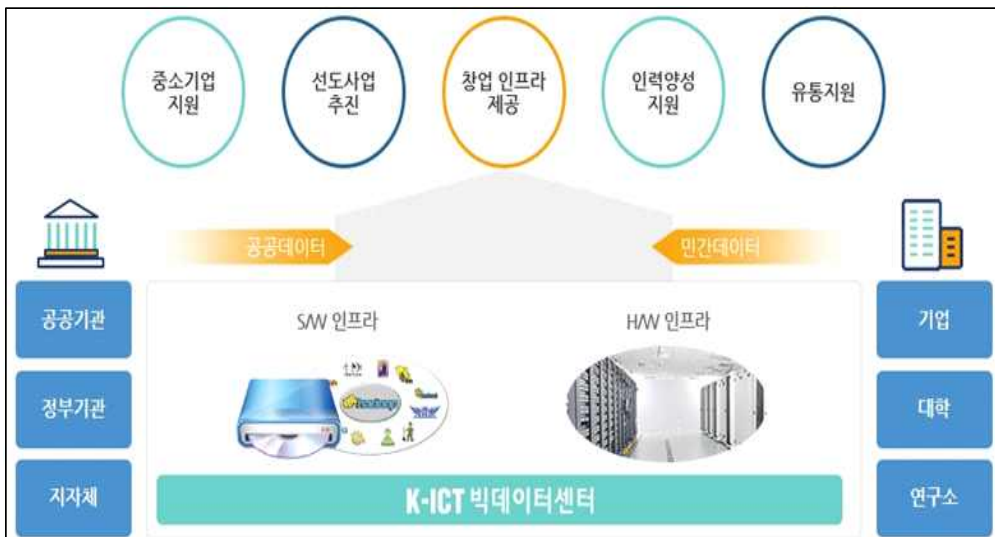 중소기업
지원
선도사업
추진
창업 인프라
제공
인력양성
지원
유통지원
공공데이터
민간데이터
공공기관
정부기관
지자체
S/W 인프라
H/W 인프라
hadoop
기업
대학
연구소
K-ICT 빅데이터센터